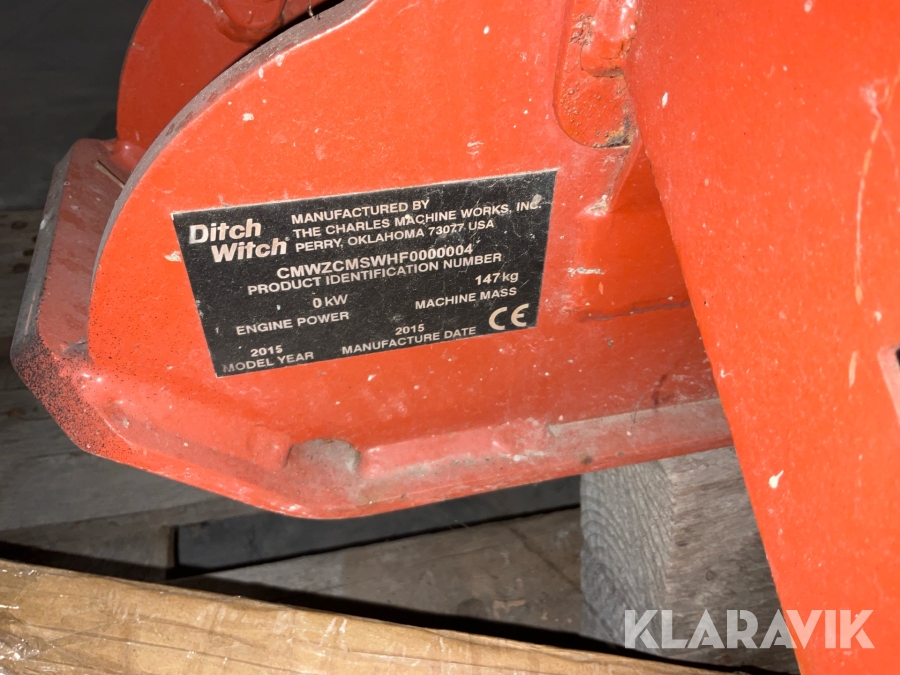 Ditch Witch®
MANUFACTURED BY
THE CHARLES MACHINE WORKS, INC.
PERRY, OKLAHOMA 73077 USA
CMWZCMSWHF0000004
PRODUCT IDENTIFICATION NUMBER
0 kW
ENGINE POWER
147 kg
MACHINE MASS
2015
MODEL YEAR
2015
MANUFACTURE DATE
CE
KLARAVIK